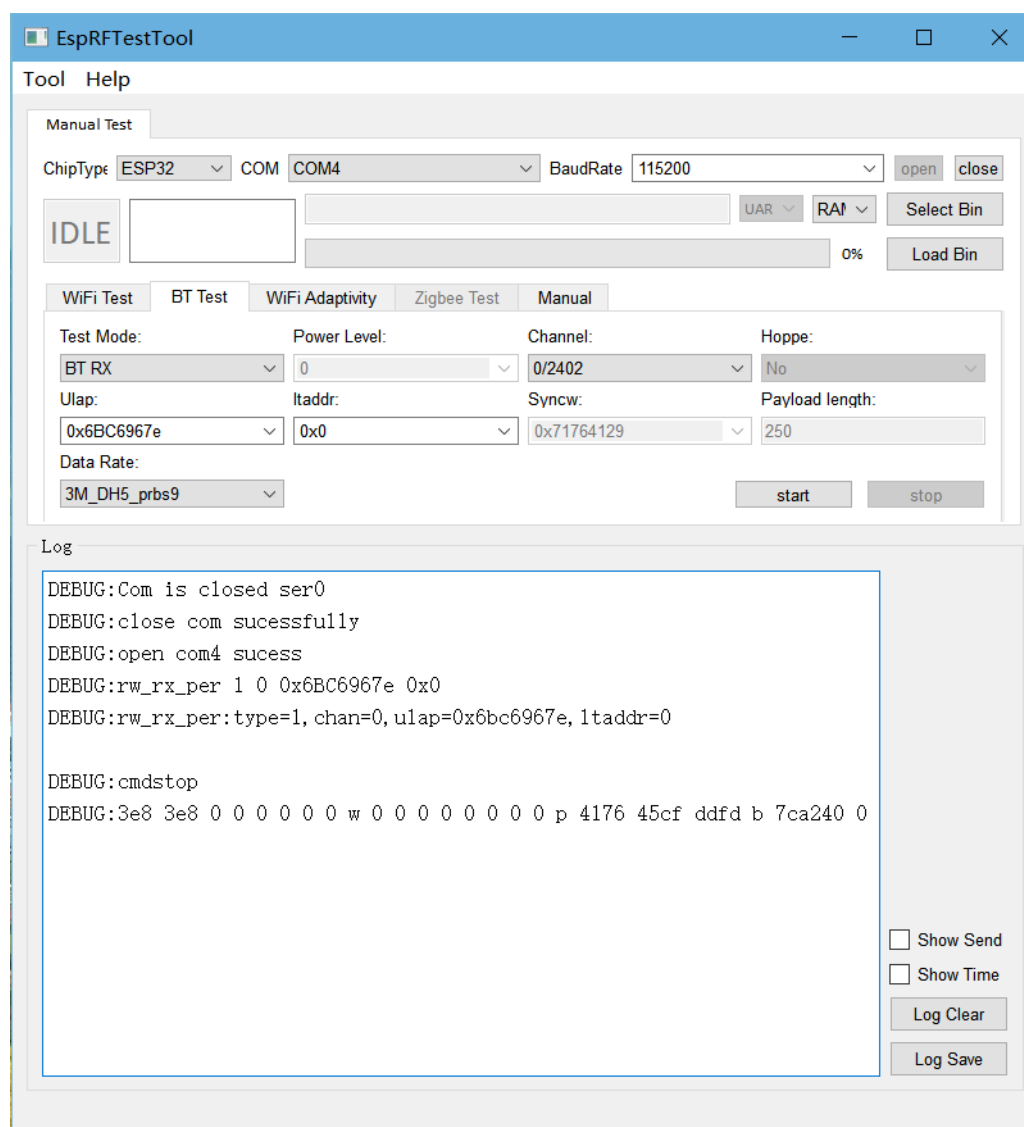 EspRFTestTool
Tool Help
Manual Test
ChipType ESP32 COM COM4 BaudRate 115200 open close
IDLE UAR RAM Select Bin
0% Load Bin
WiFi Test BT Test WiFi Adaptivity Zigbee Test Manual
Test Mode: Power Level: Channel: Hoppe:
BT RX 0 0/2402 No
Ulap: ltaddr: Syncw: Payload length:
0x6BC6967e 0x0 0x71764129 250
Data Rate:
3M_DH5_prbs9 start stop
Log
DEBUG:Com is closed ser0
DEBUG:close com sucessfully
DEBUG:open com4 sucess
DEBUG:rw_rx_per 1 0 0x6BC6967e 0x0
DEBUG:rw_rx_per:type=1,chan=0,ulap=0x6bc6967e,ltaddr=0
DEBUG:cmdstop
DEBUG:3e8 3e8 0 0 0 0 0 0 w 0 0 0 0 0 0 0 0 p 4176 45cf ddfd b 7ca240 0
Show Send
Show Time
Log Clear
Log Save